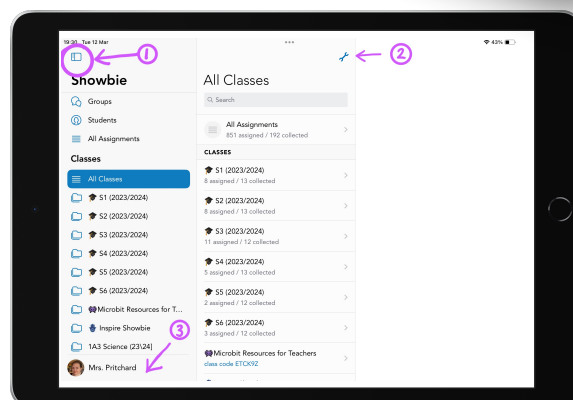 19:30 Tue 12 Mar
43%
1
2
Showbie
Groups
Students
All Assignments
Classes
All Classes
S1 (2023/2024)
S2 (2023/2024)
S3 (2023/2024)
S4 (2023/2024)
S5 (2023/2024)
S6 (2023/2024)
Microbit Resources for T...
Inspire Showbie
1A3 Science (23\24)
3
Mrs. Pritchard
All Classes
Search
All Assignments
851 assigned / 192 collected
CLASSES
S1 (2023/2024)
8 assigned / 13 collected
S2 (2023/2024)
8 assigned / 13 collected
S3 (2023/2024)
11 assigned / 12 collected
S4 (2023/2024)
5 assigned / 13 collected
S5 (2023/2024)
2 assigned / 12 collected
S6 (2023/2024)
3 assigned / 12 collected
Microbit Resources for Teachers
class code ETCK9Z